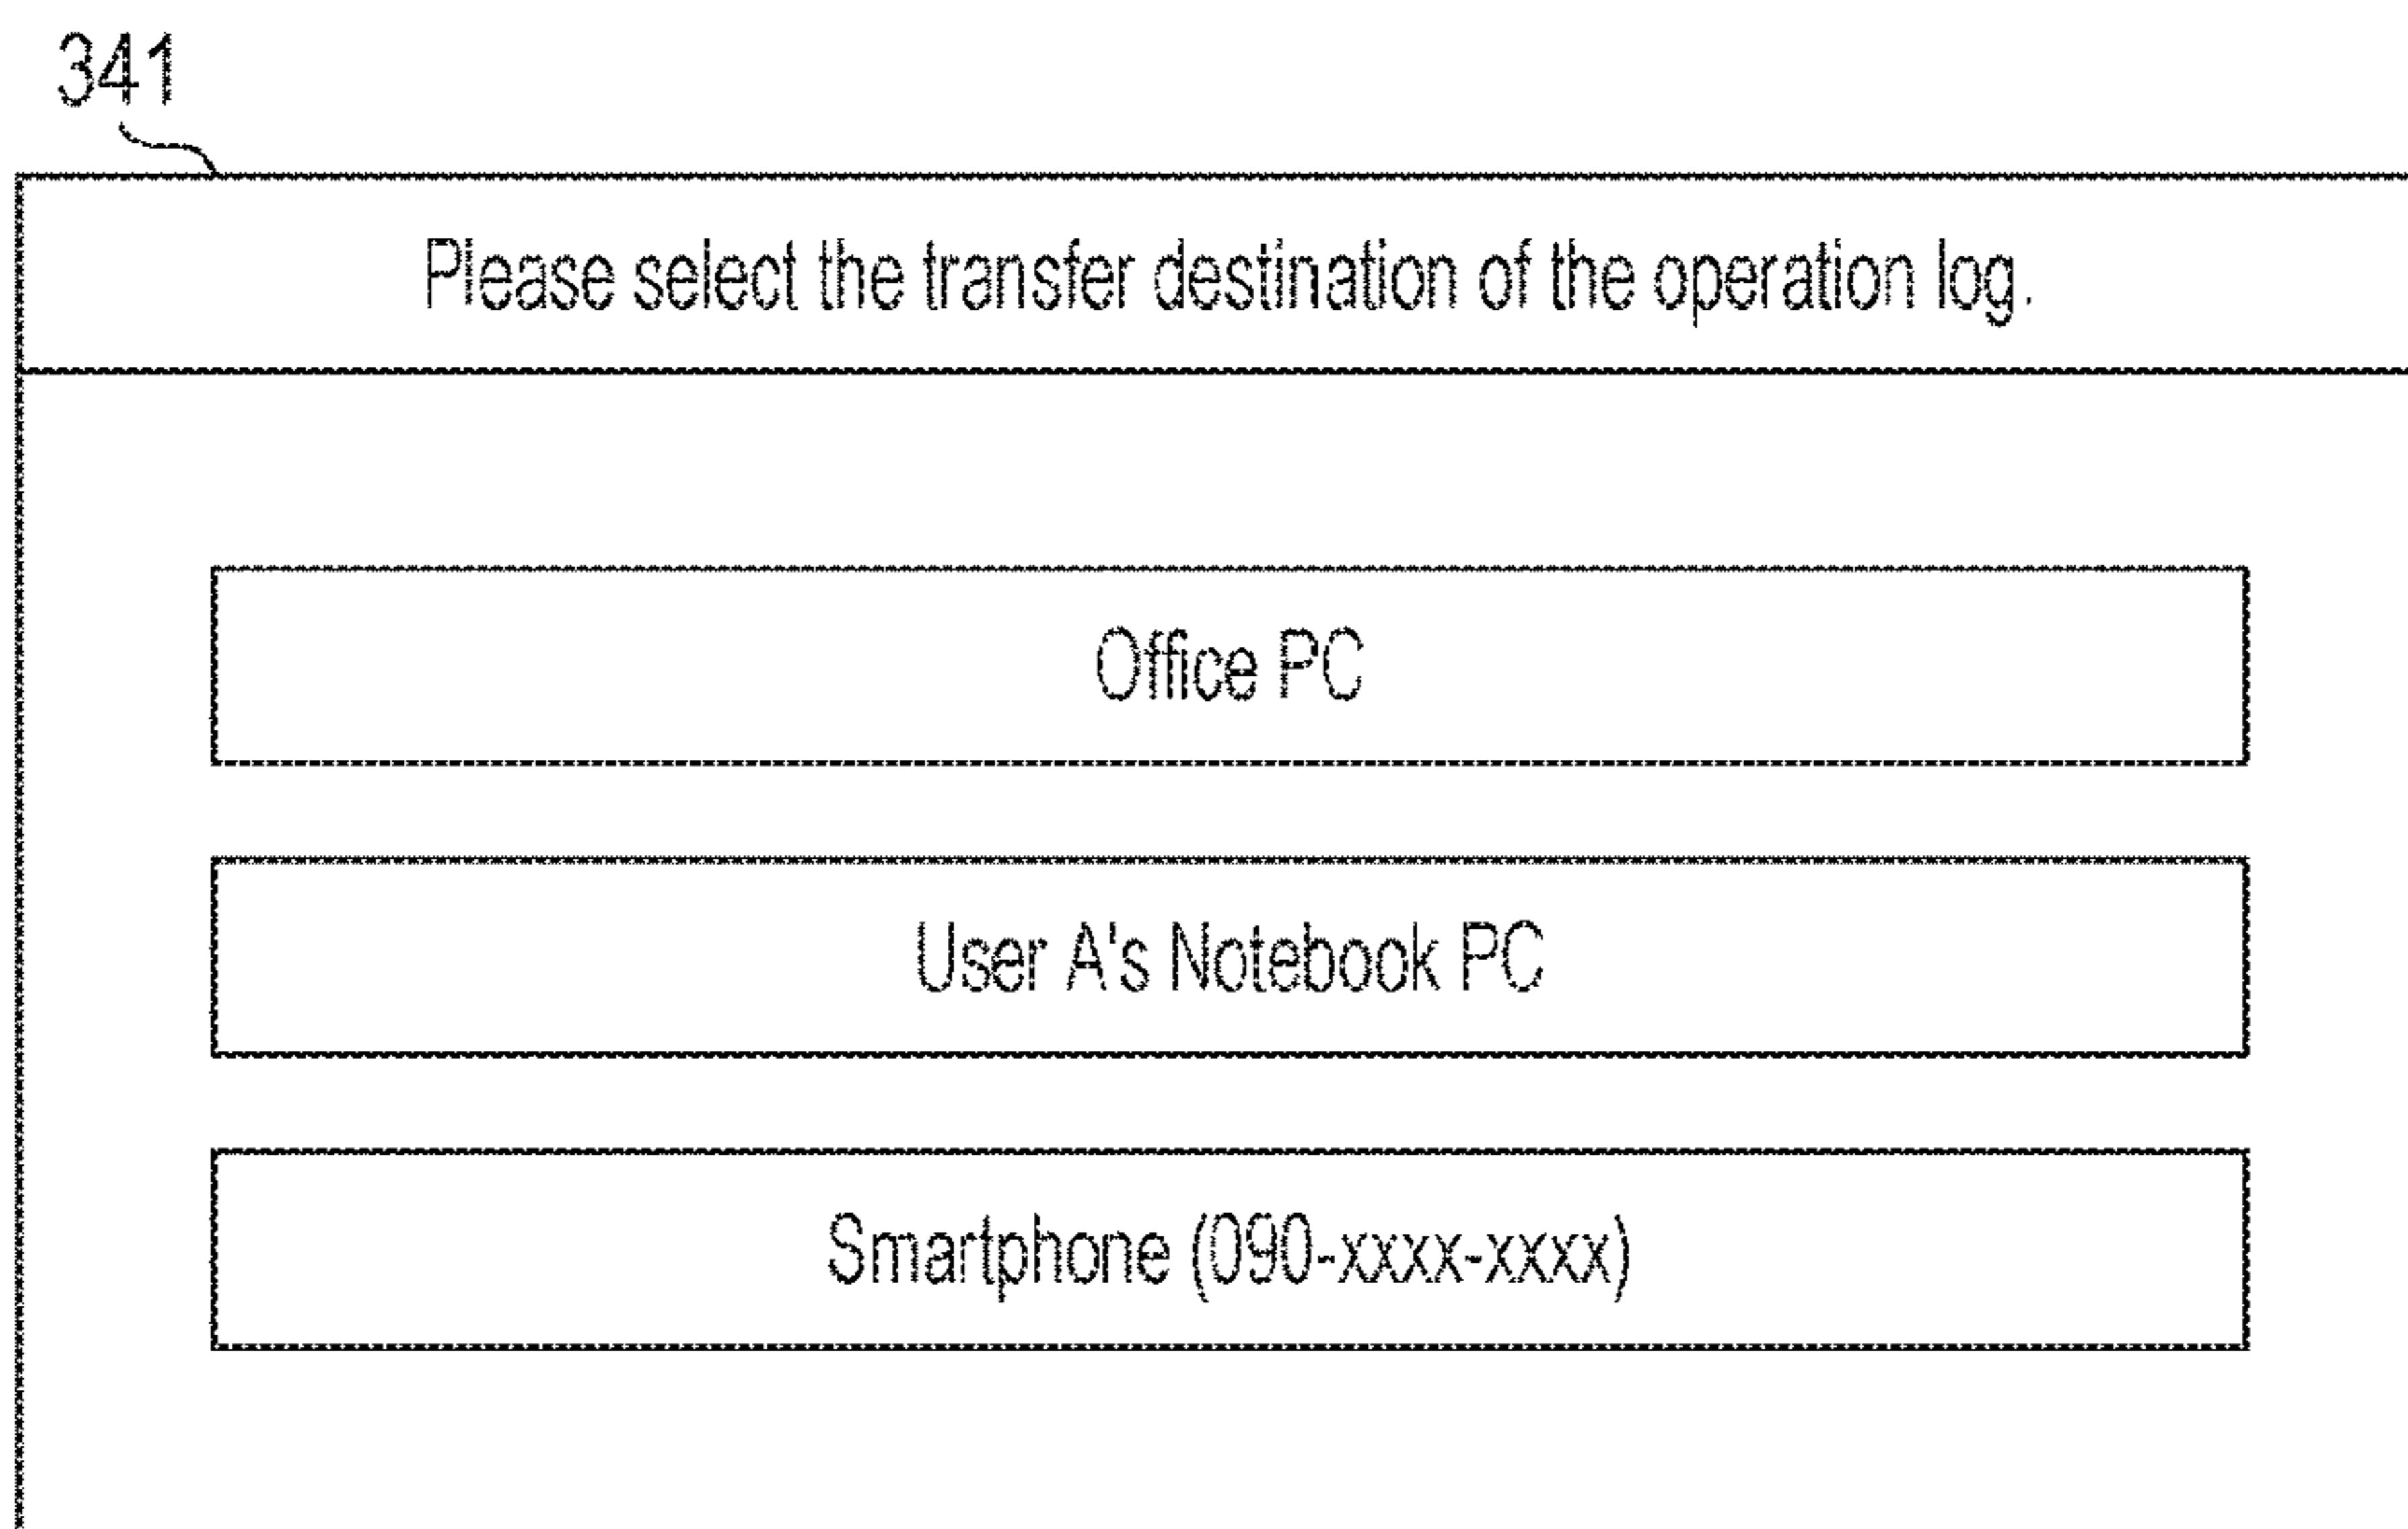 341
Please select the transfer destination of the operation log.
Office PC
User A's Notebook PC
Smartphone (090-xxxx-xxxx)